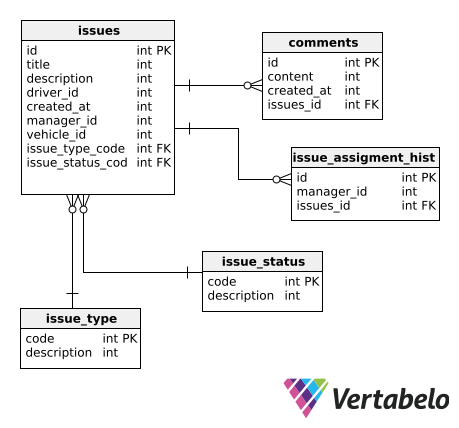 issues
id int PK
title int
description int
driver_id int
created_at int
manager_id int
vehicle_id int
issue_type_code int FK
issue_status_cod int FK
comments
id int PK
content int
created_at int
issues_id int FK
issue_assigment_hist
id int PK
manager_id int
issues_id int FK
issue_status
code int PK
description int
issue_type
code int PK
description int
Vertabelo